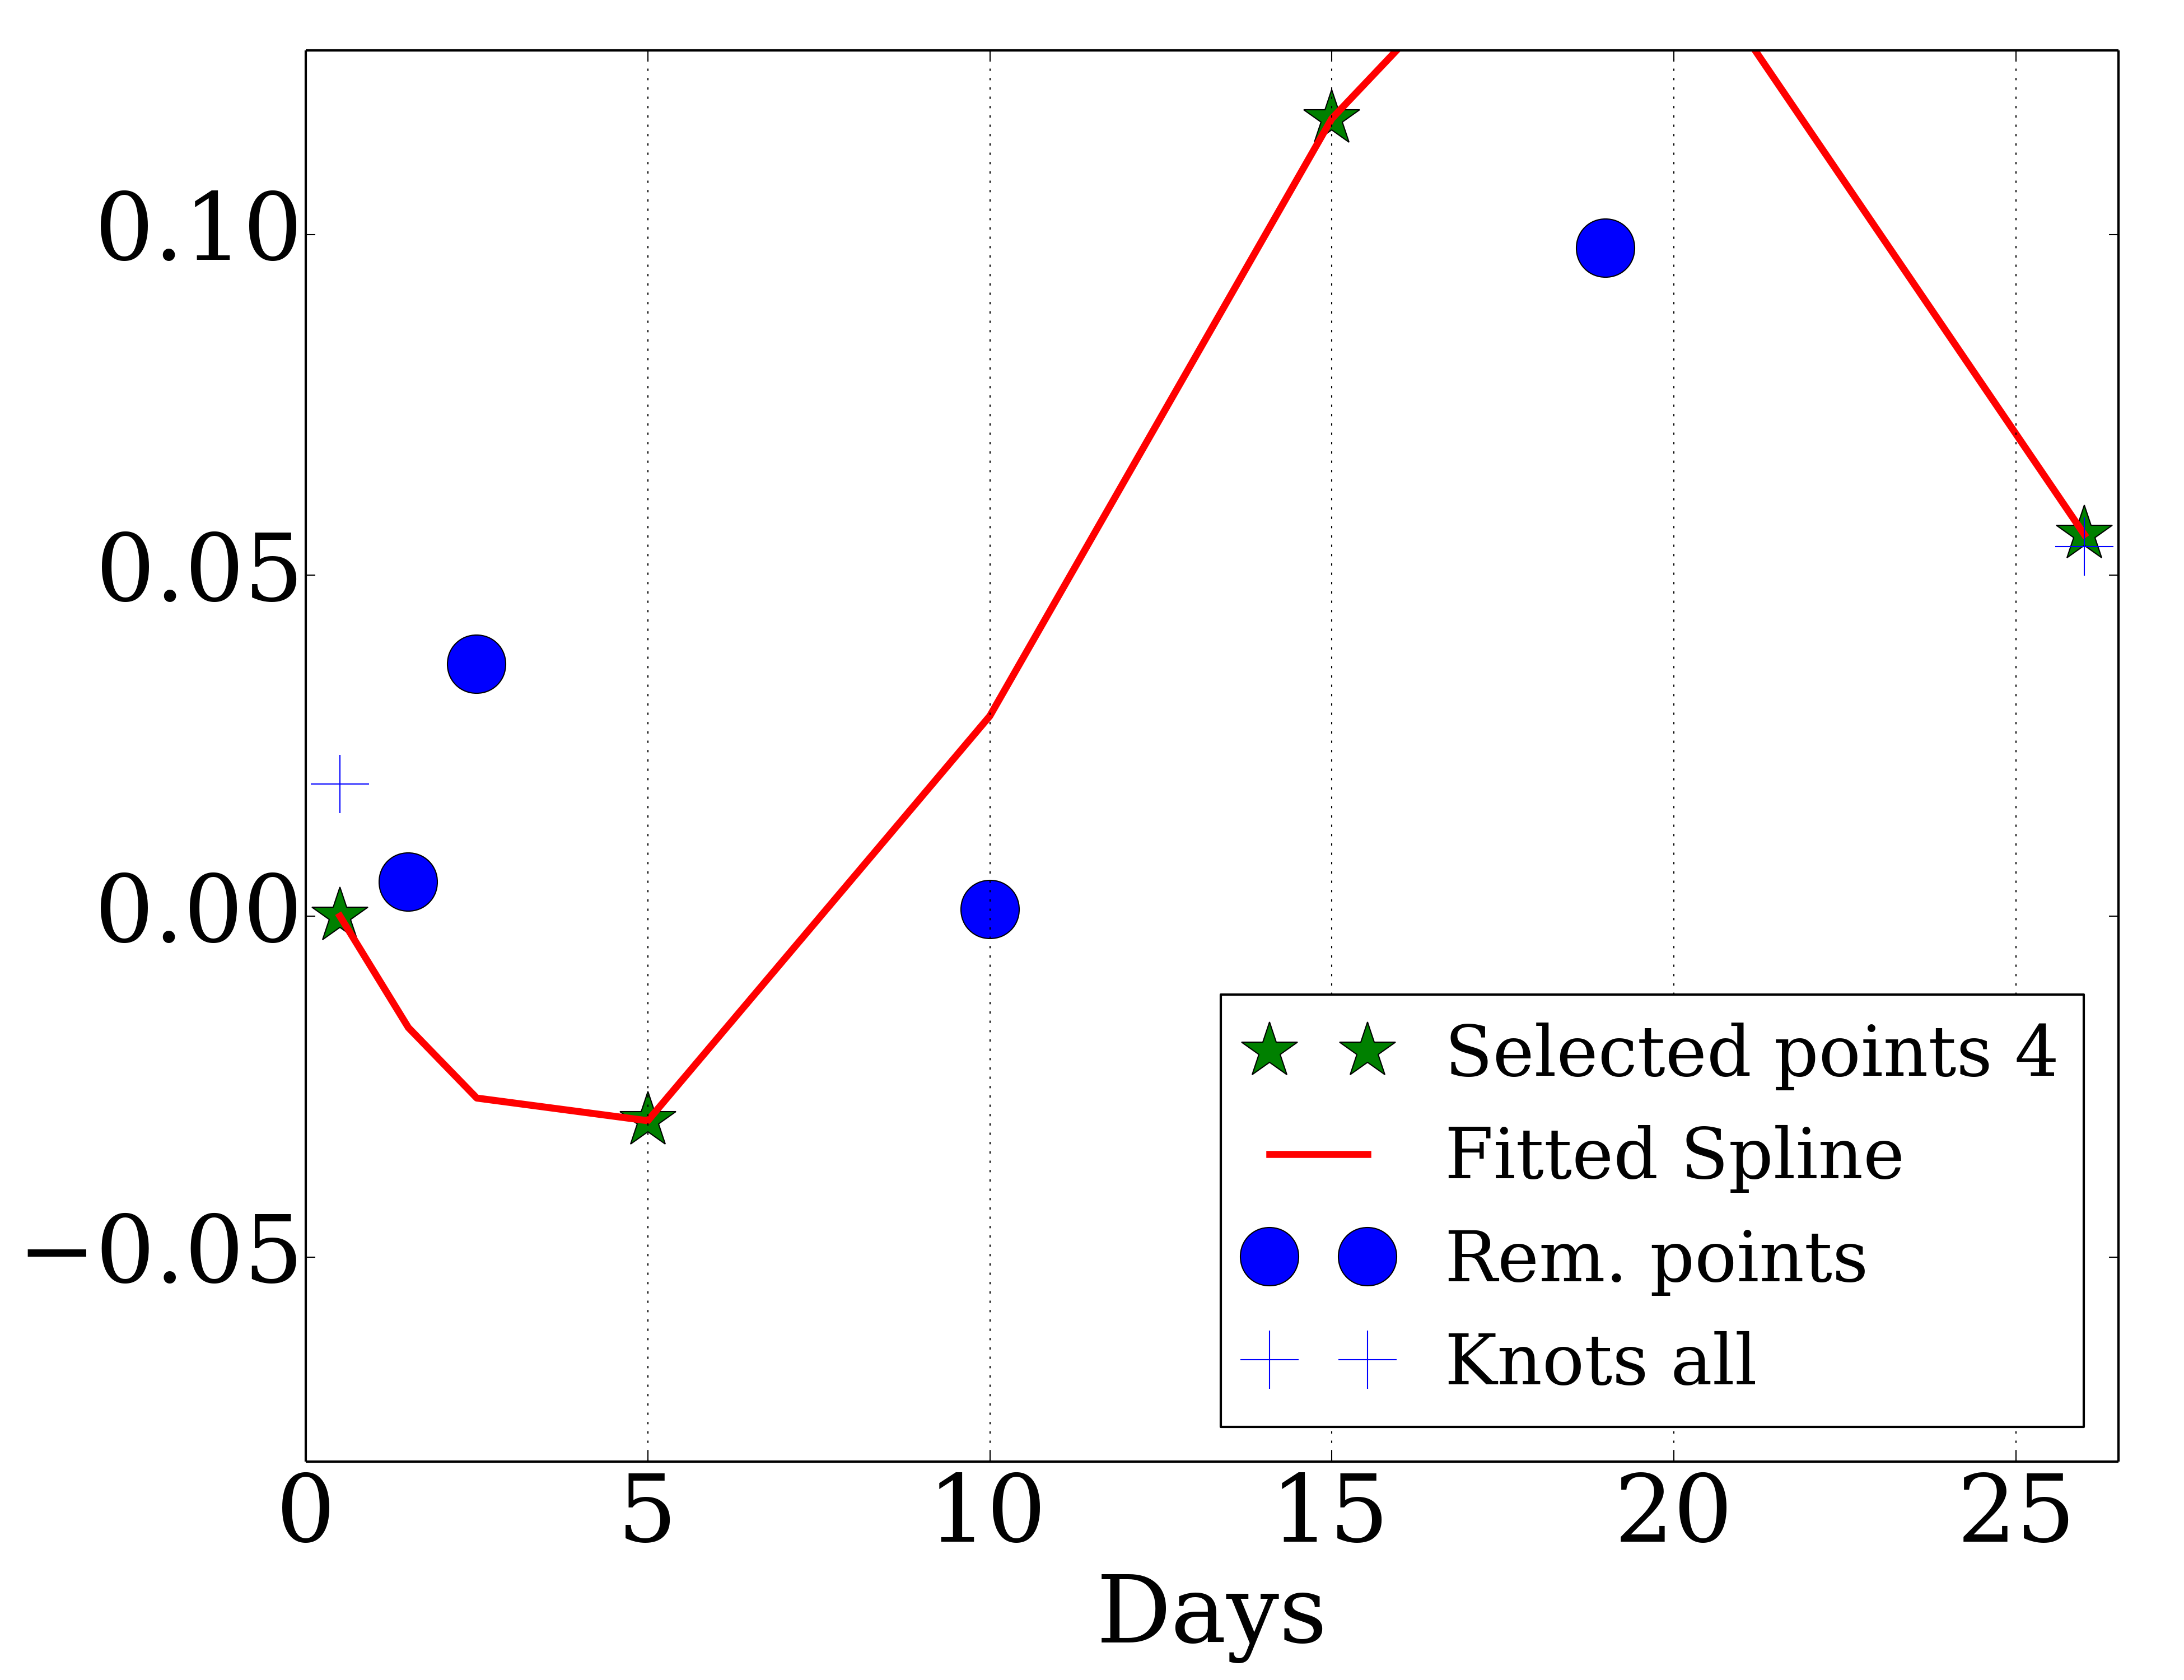 0.10
0.05
0.00
−0.05
Selected points 4
Fitted Spline
Rem. points
Knots all
0 5 10 15 20 25
Days